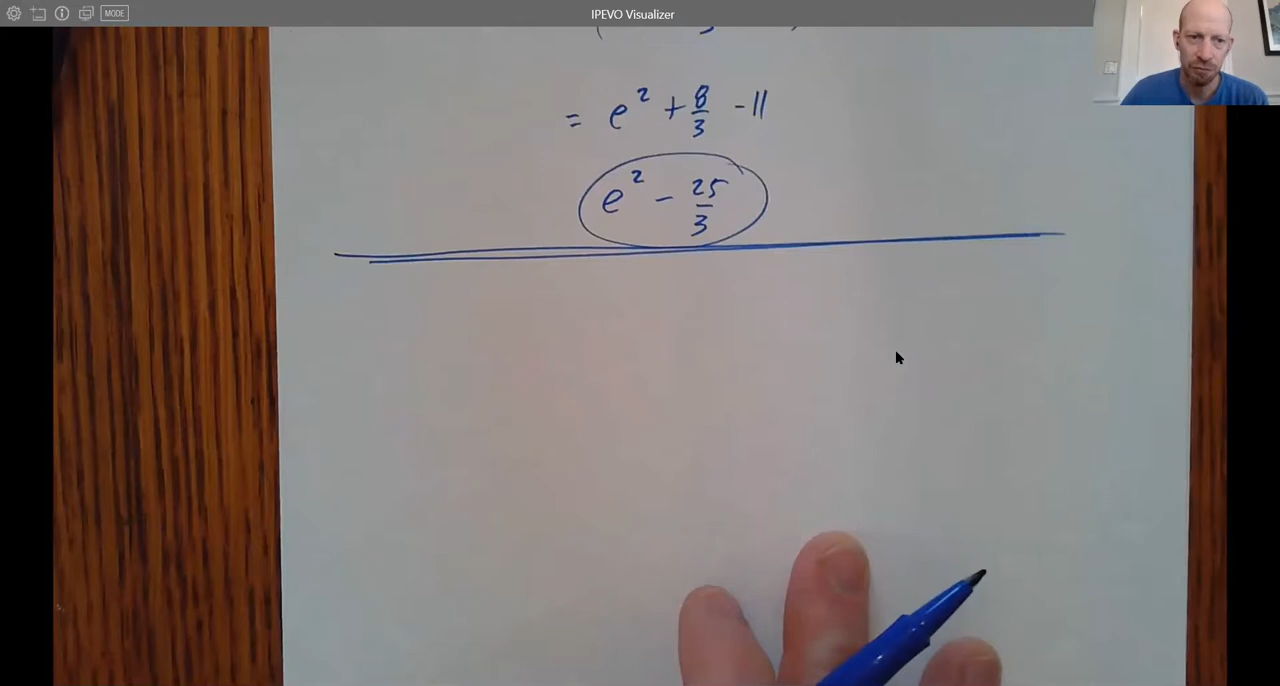 MODE
IPEVO Visualizer
= e² + 8/3 - 11
e² - 25/3